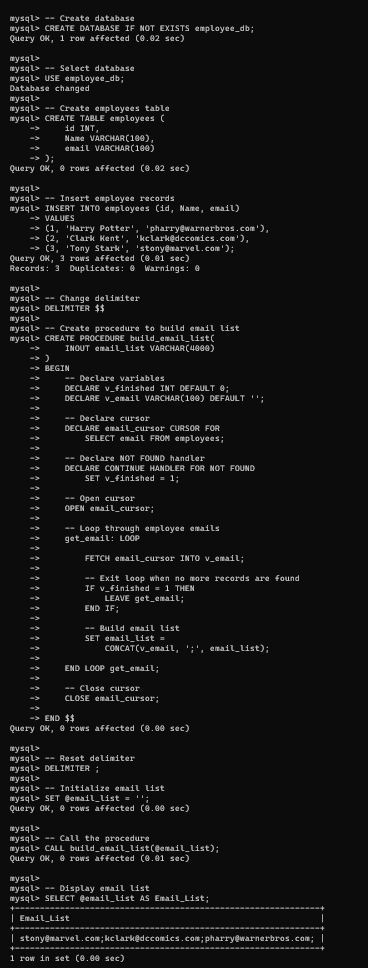 mysql> -- Create database
mysql> CREATE DATABASE IF NOT EXISTS employee_db;
Query OK, 1 row affected (0.02 sec)

mysql>
mysql> -- Select database
mysql> USE employee_db;
Database changed
mysql>
mysql> -- Create employees table
mysql> CREATE TABLE employees (
    ->     id INT,
    ->     Name VARCHAR(100),
    ->     email VARCHAR(100)
    -> );
Query OK, 0 rows affected (0.02 sec)

mysql>
mysql> -- Insert employee records
mysql> INSERT INTO employees (id, Name, email)
    -> VALUES
    -> (1, 'Harry Potter', 'pharry@warnerbros.com'),
    -> (2, 'Clark Kent', 'kclark@dccomics.com'),
    -> (3, 'Tony Stark', 'stony@marvel.com');
Query OK, 3 rows affected (0.01 sec)
Records: 3  Duplicates: 0  Warnings: 0

mysql>
mysql> -- Change delimiter
mysql> DELIMITER $$
mysql>
mysql> -- Create procedure to build email list
mysql> CREATE PROCEDURE build_email_list(
    ->     INOUT email_list VARCHAR(4000)
    -> )
    -> BEGIN
    ->     -- Declare variables
    ->     DECLARE v_finished INT DEFAULT 0;
    ->     DECLARE v_email VARCHAR(100) DEFAULT '';
    ->
    ->     -- Declare cursor
    ->     DECLARE email_cursor CURSOR FOR
    ->         SELECT email FROM employees;
    ->
    ->     -- Declare NOT FOUND handler
    ->     DECLARE CONTINUE HANDLER FOR NOT FOUND
    ->         SET v_finished = 1;
    ->
    ->     -- Open cursor
    ->     OPEN email_cursor;
    ->
    ->     -- Loop through employee emails
    ->     get_email: LOOP
    ->
    ->         FETCH email_cursor INTO v_email;
    ->
    ->         -- Exit loop when no more records are found
    ->         IF v_finished = 1 THEN
    ->             LEAVE get_email;
    ->         END IF;
    ->
    ->         -- Build email list
    ->         SET email_list =
    ->             CONCAT(v_email, ';', email_list);
    ->
    ->     END LOOP get_email;
    ->
    ->     -- Close cursor
    ->     CLOSE email_cursor;
    ->
    -> END $$
Query OK, 0 rows affected (0.00 sec)

mysql>
mysql> -- Reset delimiter
mysql> DELIMITER ;
mysql>
mysql> -- Initialize email list
mysql> SET @email_list = '';
Query OK, 0 rows affected (0.00 sec)

mysql>
mysql> -- Call the procedure
mysql> CALL build_email_list(@email_list);
Query OK, 0 rows affected (0.01 sec)

mysql>
mysql> -- Display email list
mysql> SELECT @email_list AS Email_List;
+-------------------------------------------------------------+
| Email_List                                                  |
+-------------------------------------------------------------+
| stony@marvel.com;kclark@dccomics.com;pharry@warnerbros.com; |
+-------------------------------------------------------------+
1 row in set (0.00 sec)